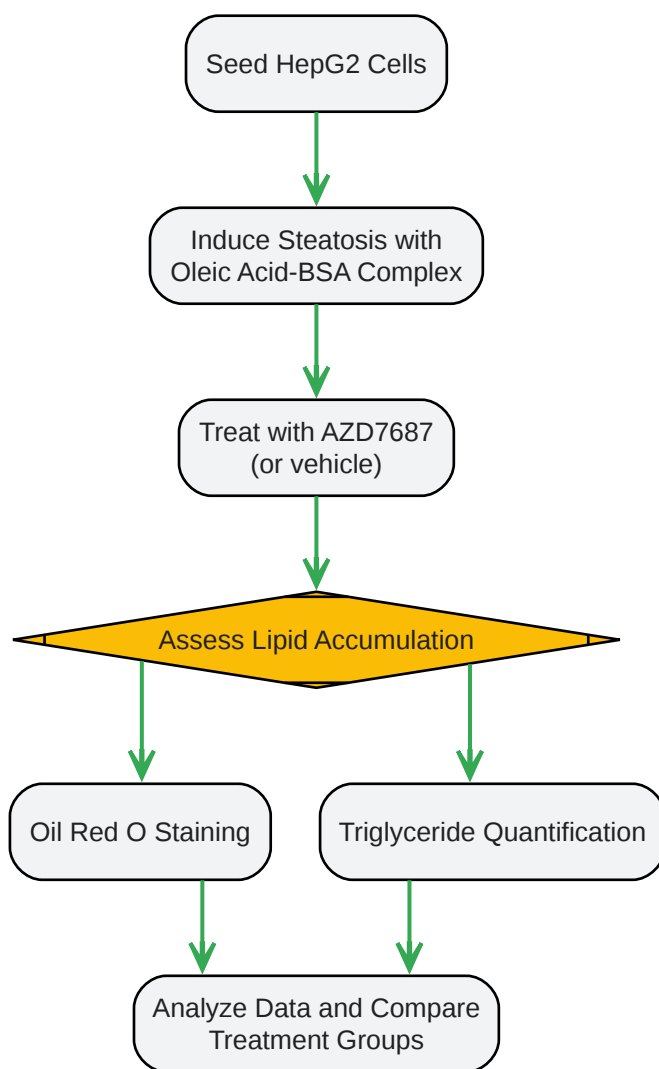 Seed HepG2 Cells
Induce Steatosis with
Oleic Acid-BSA Complex
Treat with AZD7687
(or vehicle)
Assess Lipid Accumulation
Oil Red O Staining
Triglyceride Quantification
Analyze Data and Compare
Treatment Groups